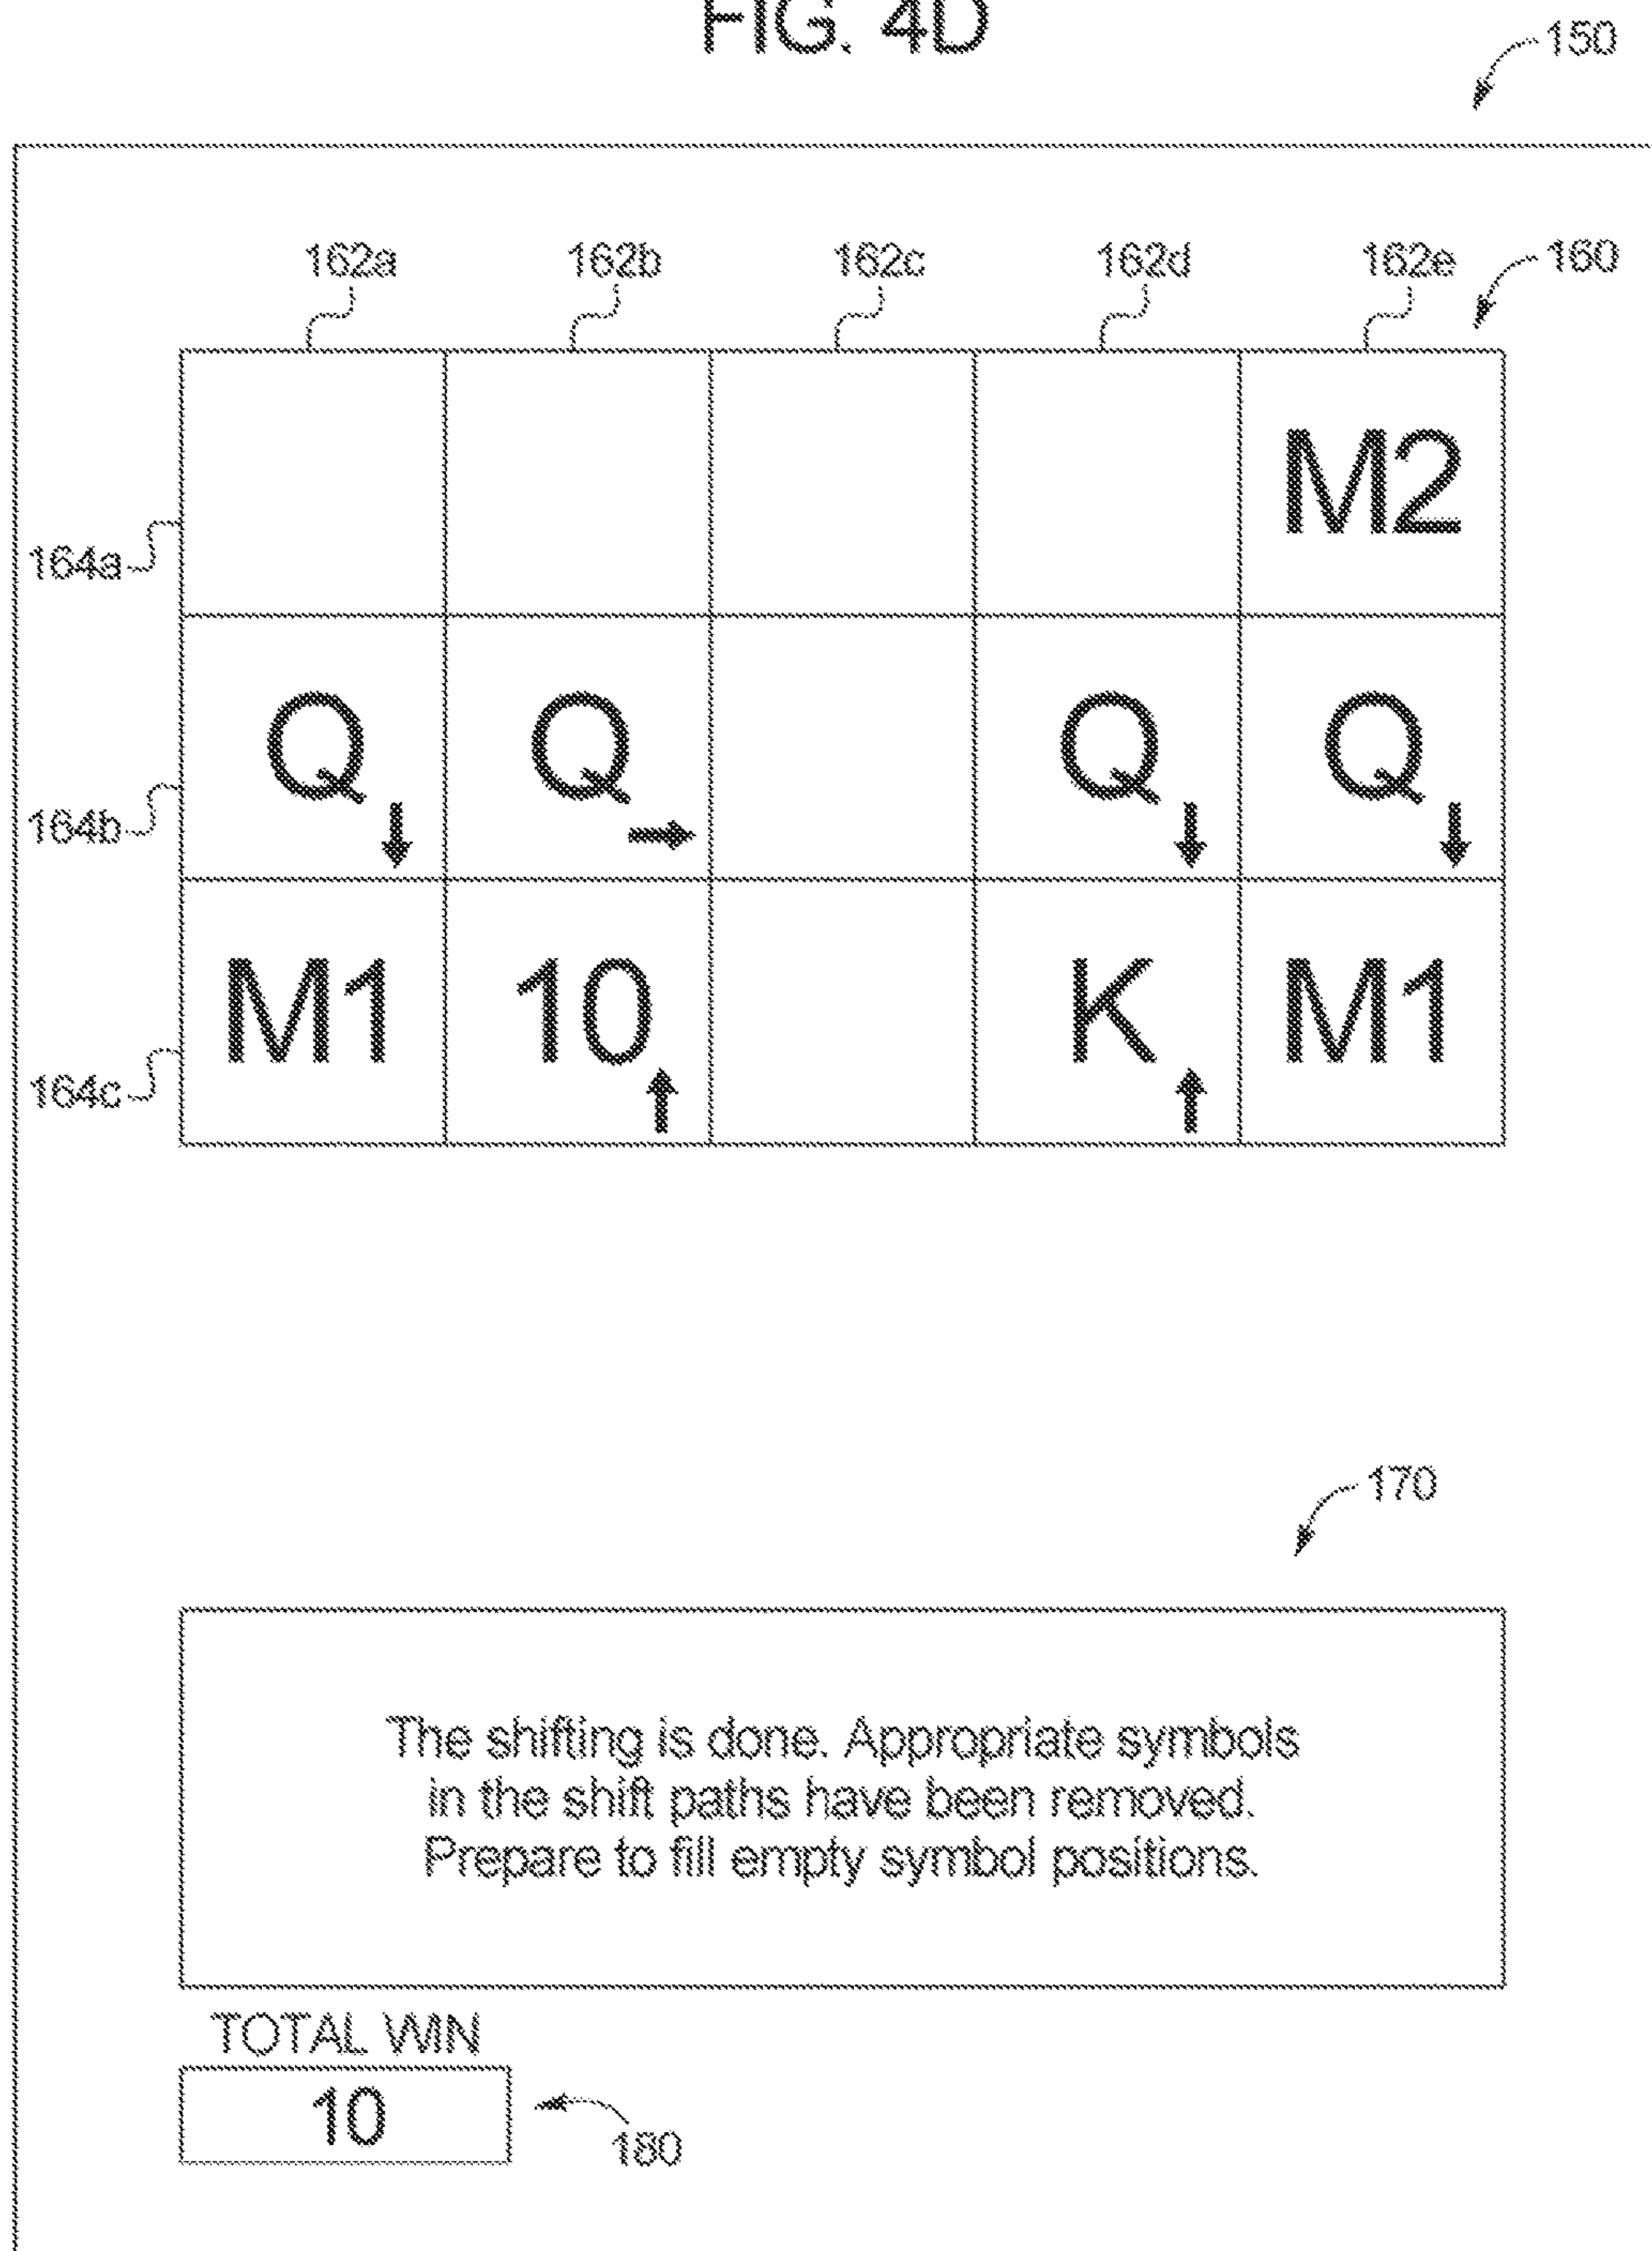 FIG. 4D
150
162a 162b 162c 162d 162e 160
M2
164a
Q Q Q Q
164b
M1 10 K M1
164c
170
The shifting is done. Appropriate symbols
in the shift paths have been removed.
Prepare to fill empty symbol positions.
TOTAL WIN
10
180